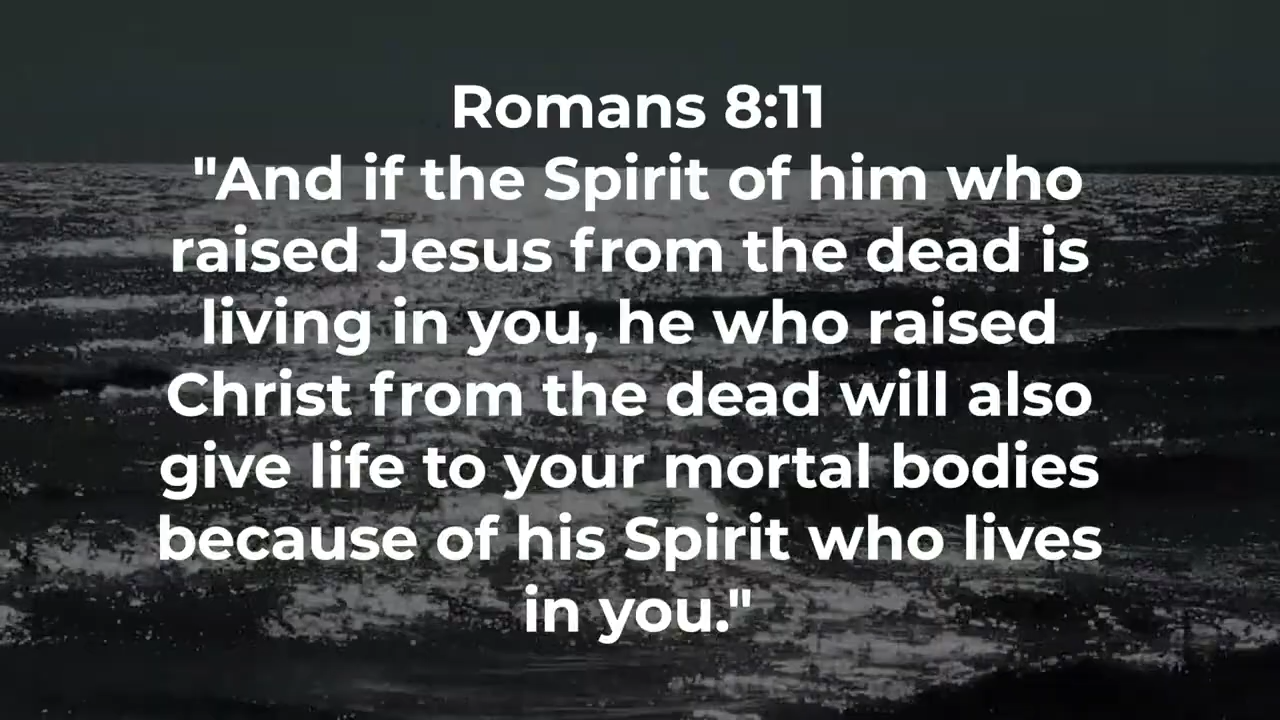 Romans 8:11
"And if the Spirit of him who
raised Jesus from the dead is
living in you, he who raised
Christ from the dead will also
give life to your mortal bodies
because of his Spirit who lives
in you."